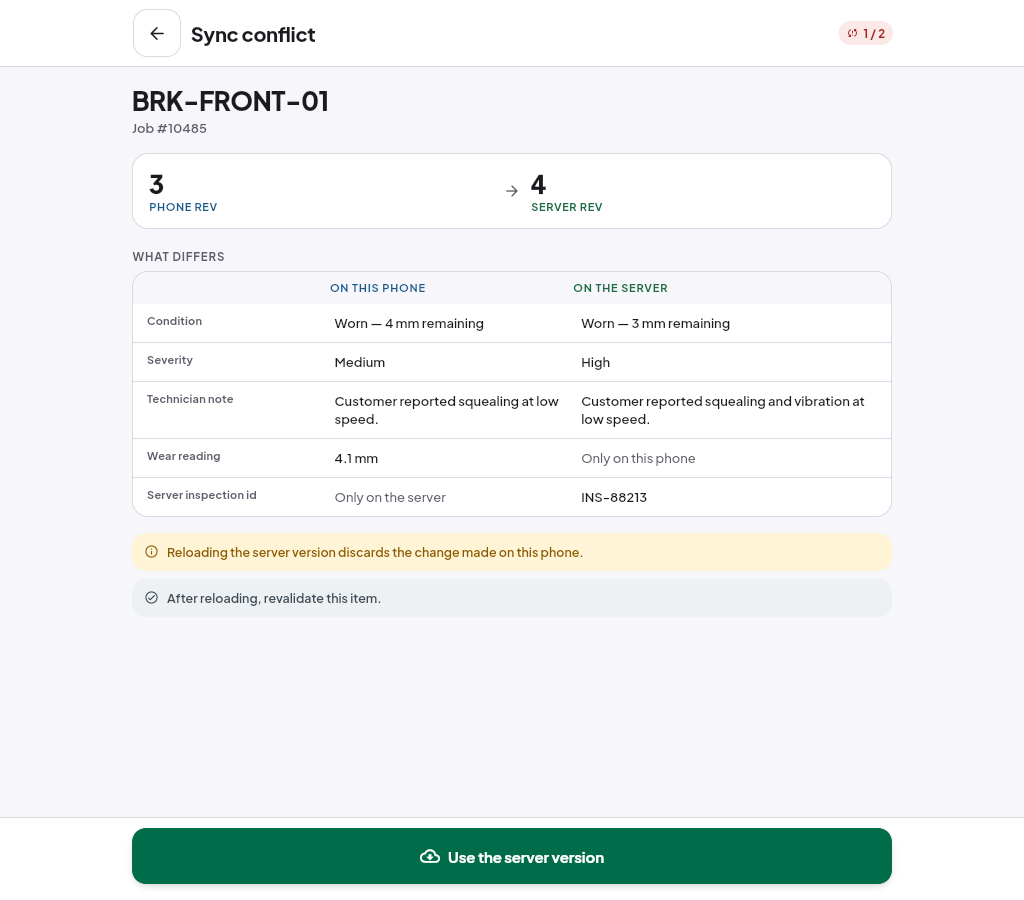 Sync conflict
1 / 2
BRK-FRONT-01
Job #10485
3
PHONE REV
4
SERVER REV
WHAT DIFFERS
ON THIS PHONE
ON THE SERVER
Condition
Worn — 4 mm remaining
Worn — 3 mm remaining
Severity
Medium
High
Technician note
Customer reported squealing at low
speed.
Customer reported squealing and vibration at
low speed.
Wear reading
4.1 mm
Only on this phone
Server inspection id
Only on the server
INS-88213
Reloading the server version discards the change made on this phone.
After reloading, revalidate this item.
Use the server version